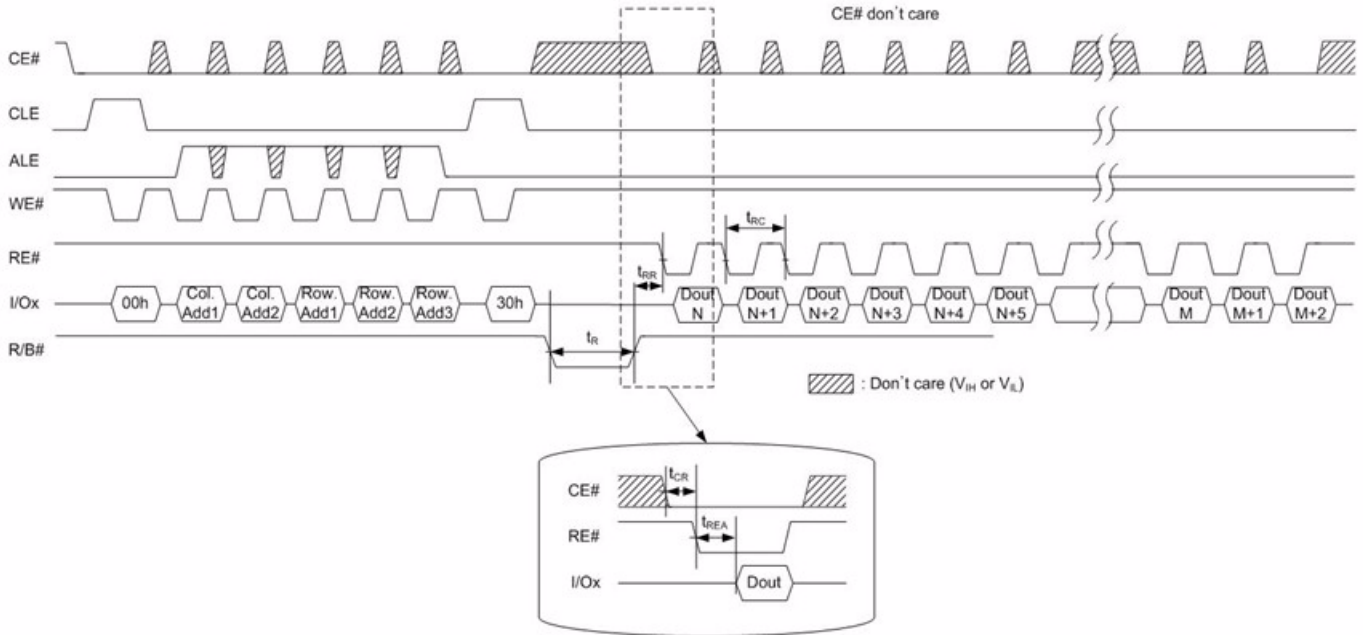 CE# don´t care
CE#
CLE
ALE
WE#
RE#
tRC
tRR
I/Ox
00h
Col. Add1
Col. Add2
Row. Add1
Row. Add2
Row. Add3
30h
Dout N
Dout N+1
Dout N+2
Dout N+3
Dout N+4
Dout N+5
Dout M
Dout M+1
Dout M+2
R/B#
tR
: Don´t care (VIH or VIL)
CE#
tCR
RE#
tREA
I/Ox
Dout